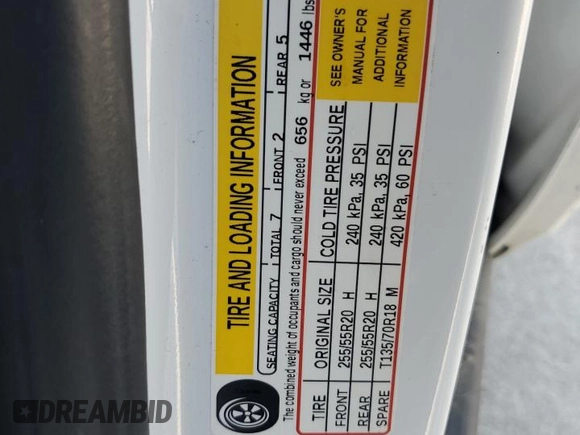 TIRE AND LOADING INFORMATION
SEATING CAPACITY TOTAL 7 FRONT 2 REAR 5
The combined weight of occupants and cargo should never exceed 656 kg or 1446 lbs
TIRE ORIGINAL SIZE COLD TIRE PRESSURE SEE OWNER'S
FRONT 255/55R20 H 240 kPa, 35 PSI MANUAL FOR
REAR 255/55R20 H 240 kPa, 35 PSI ADDITIONAL
SPARE T135/70R18 M 420 kPa, 60 PSI INFORMATION
DREAMBID